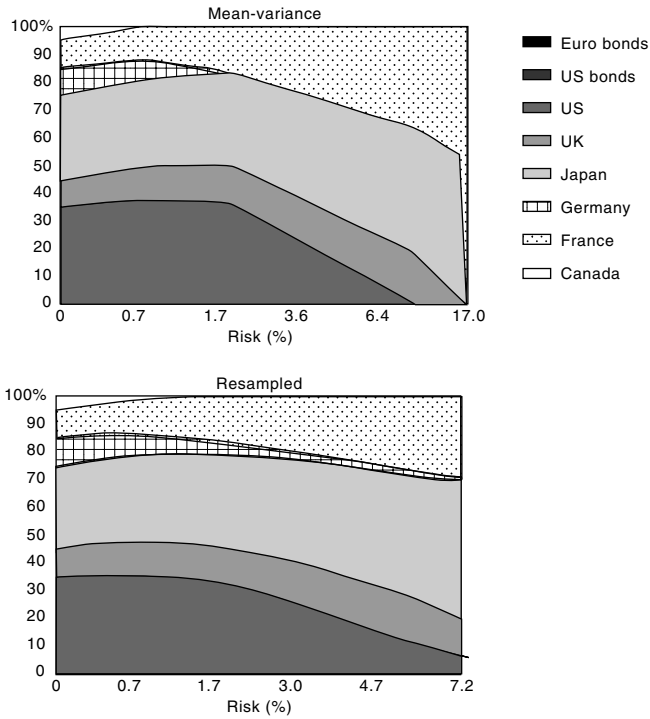 Mean-variance
100%
90
80
70
60
50
40
30
20
10
0
0 0.7 1.7 3.6 6.4 17.0
Risk (%)
Euro bonds
US bonds
US
UK
Japan
Germany
France
Canada
Resampled
100%
90
80
70
60
50
40
30
20
10
0
0 0.7 1.7 3.0 4.7 7.2
Risk (%)